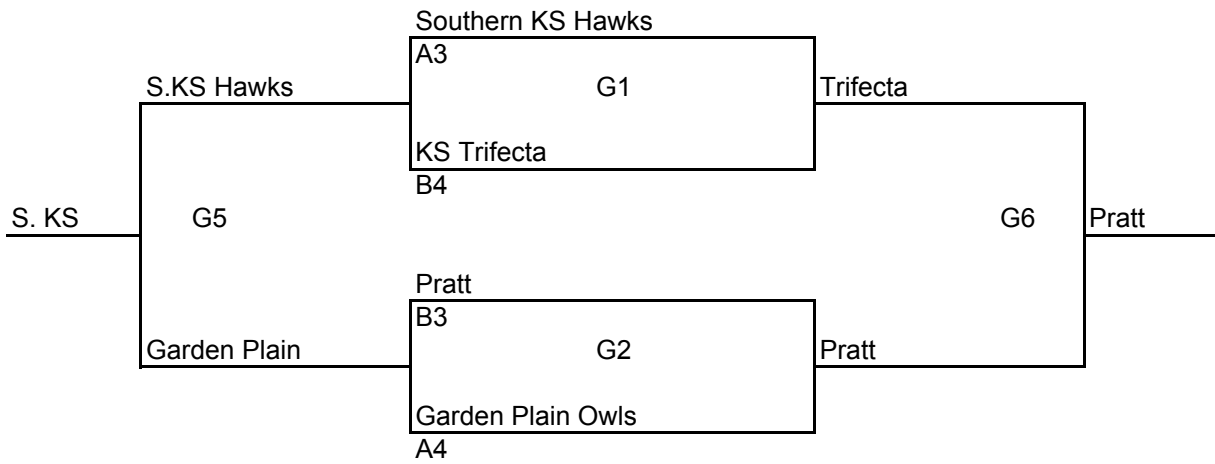 Southern KS Hawks
A3
S.KS Hawks
G1
Trifecta
KS Trifecta
B4
S. KS
G5
G6
Pratt
Pratt
B3
Garden Plain
G2
Pratt
Garden Plain Owls
A4